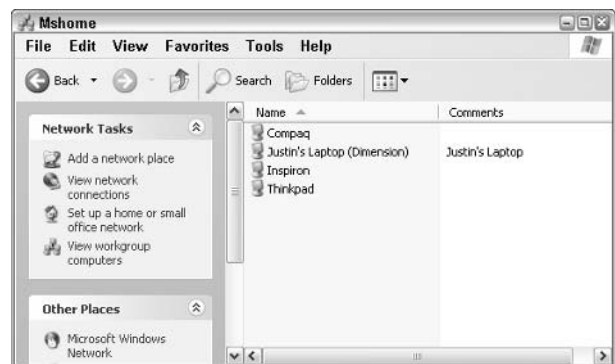 Mshome
File Edit View Favorites Tools Help
Back Search Folders
Name Comments
Network Tasks
Add a network place
View network
connections
Set up a home or small
office network
View workgroup
computers
Other Places
Microsoft Windows
Network
Compaq
Justin's Laptop (Dimension) Justin's Laptop
Inspiron
Thinkpad